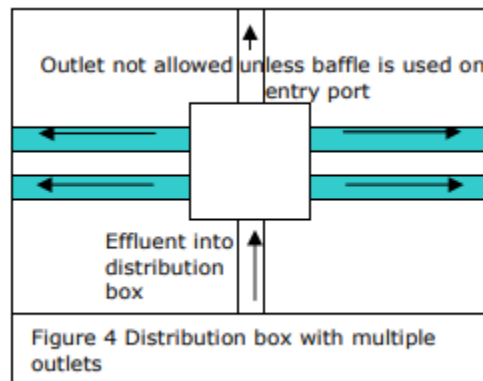 Outlet not allowed unless baffle is used on
entry port
Effluent into
distribution
box
Figure 4 Distribution box with multiple
outlets